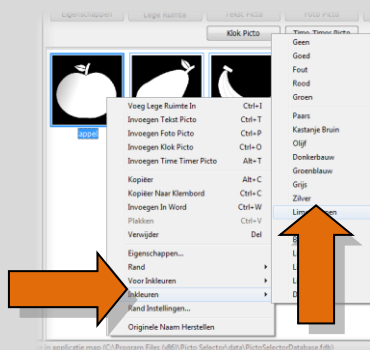 Eigenschappen
Lege Ruimte
Tekst Picto
Foto Picto
Klok Picto
Time Timer Picto
Geen
Goed
Fout
Rood
Groen
Paars
Kastanje Bruin
Olijf
Donkerbauw
Groenblauw
Grijs
Zilver
appel
Voeg Lege Ruimte In Ctrl+I
Invoegen Tekst Picto Ctrl+T
Invoegen Foto Picto Ctrl+P
Invoegen Klok Picto Ctrl+O
Invoegen Time Timer Picto Alt+T
Kopiëer Alt+C
Kopiëer Naar Klembord Ctrl+C
Invoegen In Word Ctrl+W
Plakken Ctrl+V
Verwijder Del
Eigenschappen...
Rand
Voor Inkleuren
Inkleuren
Rand Instellingen...
Originele Naam Herstellen
applicatie map (C:\Program Files (x86)\Picto Selector\data\PictoSelectorDatabase.fdb)